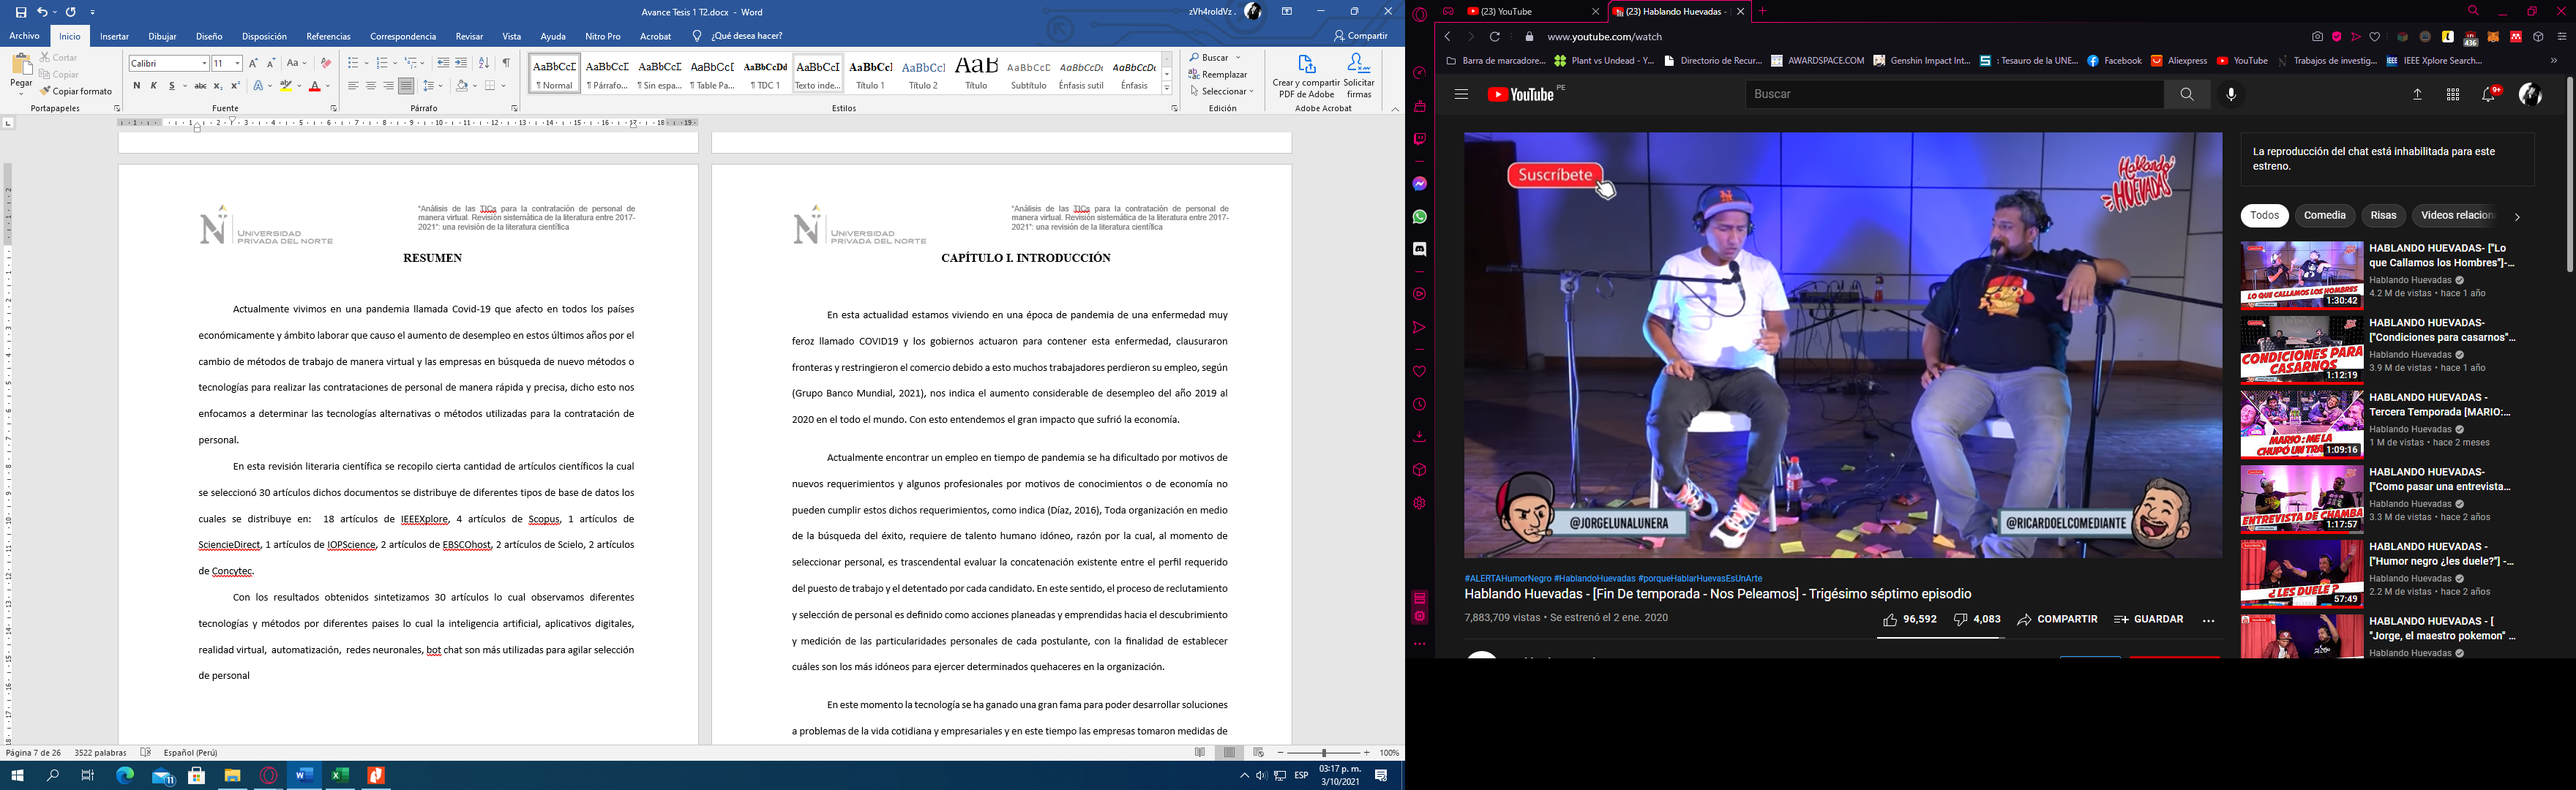 Avance Tesis 1 T2.docx - Word
zVh4roldVz .
Archivo Inicio Insertar Dibujar Diseño Disposición Referencias Correspondencia Revisar Vista Ayuda Nitro Pro Acrobat ¿Qué desea hacer? Compartir
Pegar
Cortar
Copiar
Copiar formato
Portapapeles
Calibri 11
Fuente
Párrafo
AaBbCcI ¶ Normal
¶ Párrafo...
¶ Sin espa...
¶ Table Pa...
¶ TDC 1
Texto inde...
Título 1
Título 2
Título
Subtítulo
Énfasis sutil
Énfasis
Estilos
Buscar
Reemplazar
Seleccionar
Edición
Crear y compartir PDF de Adobe
Solicitar firmas
Adobe Acrobat
UNIVERSIDAD
PRIVADA DEL NORTE
"Análisis de las TICs para la contratación de personal de
manera virtual. Revisión sistemática de la literatura entre 2017-
2021": una revisión de la literatura científica
RESUMEN
Actualmente vivimos en una pandemia llamada Covid-19 que afecto en todos los países
económicamente y ámbito laborar que causo el aumento de desempleo en estos últimos años por el
cambio de métodos de trabajo de manera virtual y las empresas en búsqueda de nuevo métodos o
tecnologías para realizar las contrataciones de personal de manera rápida y precisa, dicho esto nos
enfocamos a determinar las tecnologías alternativas o métodos utilizadas para la contratación de
personal.
En esta revisión literaria científica se recopilo cierta cantidad de artículos científicos la cual
se seleccionó 30 artículos dichos documentos se distribuye de diferentes tipos de base de datos los
cuales se distribuye en: 18 artículos de IEEEXplore, 4 artículos de Scopus, 1 artículos de
SciencieDirect, 1 artículos de IOPScience, 2 artículos de EBSCOhost, 2 artículos de Scielo, 2 artículos
de Concytec.
Con los resultados obtenidos sintetizamos 30 artículos lo cual observamos diferentes
tecnologías y métodos por diferentes paises lo cual la inteligencia artificial, aplicativos digitales,
realidad virtual, automatización, redes neuronales, bot chat son más utilizadas para agilar selección
de personal
UNIVERSIDAD
PRIVADA DEL NORTE
"Análisis de las TICs para la contratación de personal de
manera virtual. Revisión sistemática de la literatura entre 2017-
2021": una revisión de la literatura científica
CAPÍTULO I. INTRODUCCIÓN
En esta actualidad estamos viviendo en una época de pandemia de una enfermedad muy
feroz llamado COVID19 y los gobiernos actuaron para contener esta enfermedad, clausuraron
fronteras y restringieron el comercio debido a esto muchos trabajadores perdieron su empleo, según
(Grupo Banco Mundial, 2021), nos indica el aumento considerable de desempleo del año 2019 al
2020 en el todo el mundo. Con esto entendemos el gran impacto que sufrió la economía.
Actualmente encontrar un empleo en tiempo de pandemia se ha dificultado por motivos de
nuevos requerimientos y algunos profesionales por motivos de conocimientos o de economía no
pueden cumplir estos dichos requerimientos, como indica (Díaz, 2016), Toda organización en medio
de la búsqueda del éxito, requiere de talento humano idóneo, razón por la cual, al momento de
seleccionar personal, es trascendental evaluar la concatenación existente entre el perfil requerido
del puesto de trabajo y el detentado por cada candidato. En este sentido, el proceso de reclutamiento
y selección de personal es definido como acciones planeadas y emprendidas hacia el descubrimiento
y medición de las particularidades personales de cada postulante, con la finalidad de establecer
cuáles son los más idóneos para ejercer determinados quehaceres en la organización.
En este momento la tecnología se ha ganado una gran fama para poder desarrollar soluciones
a problemas de la vida cotidiana y empresariales y en este tiempo las empresas tomaron medidas de
Página 7 de 26 3522 palabras Español (Perú) 100%
11
ESP
03:17 p. m.
3/10/2021
(23) YouTube
(23) Hablando Huevadas -
www.youtube.com/watch
436
Barra de marcadore... Plant vs Undead - Y... Directorio de Recur... AWARDSPACE.COM Genshin Impact Int... : Tesauro de la UNE... Facebook Aliexpress YouTube Trabajos de investig... IEEE Xplore Search... »
YouTube PE
Buscar
9+
Suscríbete
Hablando HUEVADAS
@JORGELUNALUNERA
@RICARDOELCOMEDIANTE
#ALERTAHumorNegro #HablandoHuevadas #porqueHablarHuevasEsUnArte
Hablando Huevadas - [Fin De temporada - Nos Peleamos] - Trigésimo séptimo episodio
7,883,709 vistas • Se estrenó el 2 ene. 2020
96,592 4,083 COMPARTIR GUARDAR ...
La reproducción del chat está inhabilitada para este
estreno.
Todos Comedia Risas Videos relacion
LO QUE CALLAMOS LOS HOMBRES
1:30:42
HABLANDO HUEVADAS- ["Lo
que Callamos los Hombres"]-...
Hablando Huevadas
4.2 M de vistas • hace 1 año
CONDICIONES PARA CASARNOS
1:12:19
HABLANDO HUEVADAS-
["Condiciones para casarnos"...
Hablando Huevadas
3.9 M de vistas • hace 1 año
MARIO: ME LA CHUPÓ UN TRA
1:09:16
HABLANDO HUEVADAS -
Tercera Temporada [MARIO:...
Hablando Huevadas
1 M de vistas • hace 2 meses
ENTREVISTA DE CHAMBA
1:17:57
HABLANDO HUEVADAS-
["Como pasar una entrevista...
Hablando Huevadas
3.3 M de vistas • hace 2 años
¿LES DUELE?
57:49
HABLANDO HUEVADAS -
["Humor negro ¿les duele?"] -...
Hablando Huevadas
2.2 M de vistas • hace 2 años
HABLANDO HUEVADAS - [
"Jorge, el maestro pokemon" ...
Hablando Huevadas